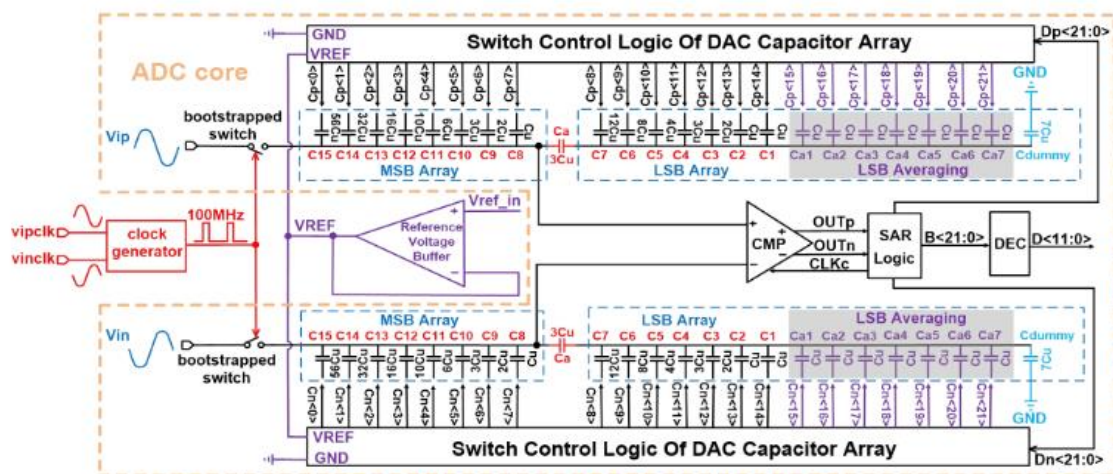 GND
VREF
Switch Control Logic Of DAC Capacitor Array
Dp<21:0>
ADC core
Cp<0> Cp<1> Cp<2> Cp<3> Cp<4> Cp<5> Cp<6> Cp<7> Cp<8> Cp<9> Cp<10> Cp<11> Cp<12> Cp<13> Cp<14> Cp<15> Cp<16> Cp<17> Cp<18> Cp<19> Cp<20> Cp<21>
GND
bootstrapped
switch
Vip
56Cu 32Cu 16Cu 10Cu 6Cu 3Cu 2Cu Cu
Ca
3Cu
12Cu 8Cu 4Cu 3Cu 2Cu Cu Cu
Cu Cu Cu Cu Cu Cu Cu
7Cu
C15 C14 C13 C12 C11 C10 C9 C8
C7 C6 C5 C4 C3 C2 C1
Ca1 Ca2 Ca3 Ca4 Ca5 Ca6 Ca7
Cdummy
MSB Array
LSB Array
LSB Averaging
vipclk
vinclk
clock
generator
100MHz
VREF
Vref_in
+
Reference
Voltage
Buffer
−
+
CMP
−
OUTp
OUTn
CLKc
SAR
Logic
B<21:0>
DEC
D<11:0>
Vin
bootstrapped
switch
MSB Array
LSB Array
LSB Averaging
C15 C14 C13 C12 C11 C10 C9 C8
3Cu
Ca
C7 C6 C5 C4 C3 C2 C1
Ca1 Ca2 Ca3 Ca4 Ca5 Ca6 Ca7
Cdummy
56Cu 32Cu 16Cu 10Cu 6Cu 3Cu 2Cu Cu
12Cu 8Cu 4Cu 3Cu 2Cu Cu Cu
Cu Cu Cu Cu Cu Cu Cu
7Cu
Cn<0> Cn<1> Cn<2> Cn<3> Cn<4> Cn<5> Cn<6> Cn<7> Cn<8> Cn<9> Cn<10> Cn<11> Cn<12> Cn<13> Cn<14> Cn<15> Cn<16> Cn<17> Cn<18> Cn<19> Cn<20> Cn<21>
GND
VREF
GND
Switch Control Logic Of DAC Capacitor Array
Dn<21:0>